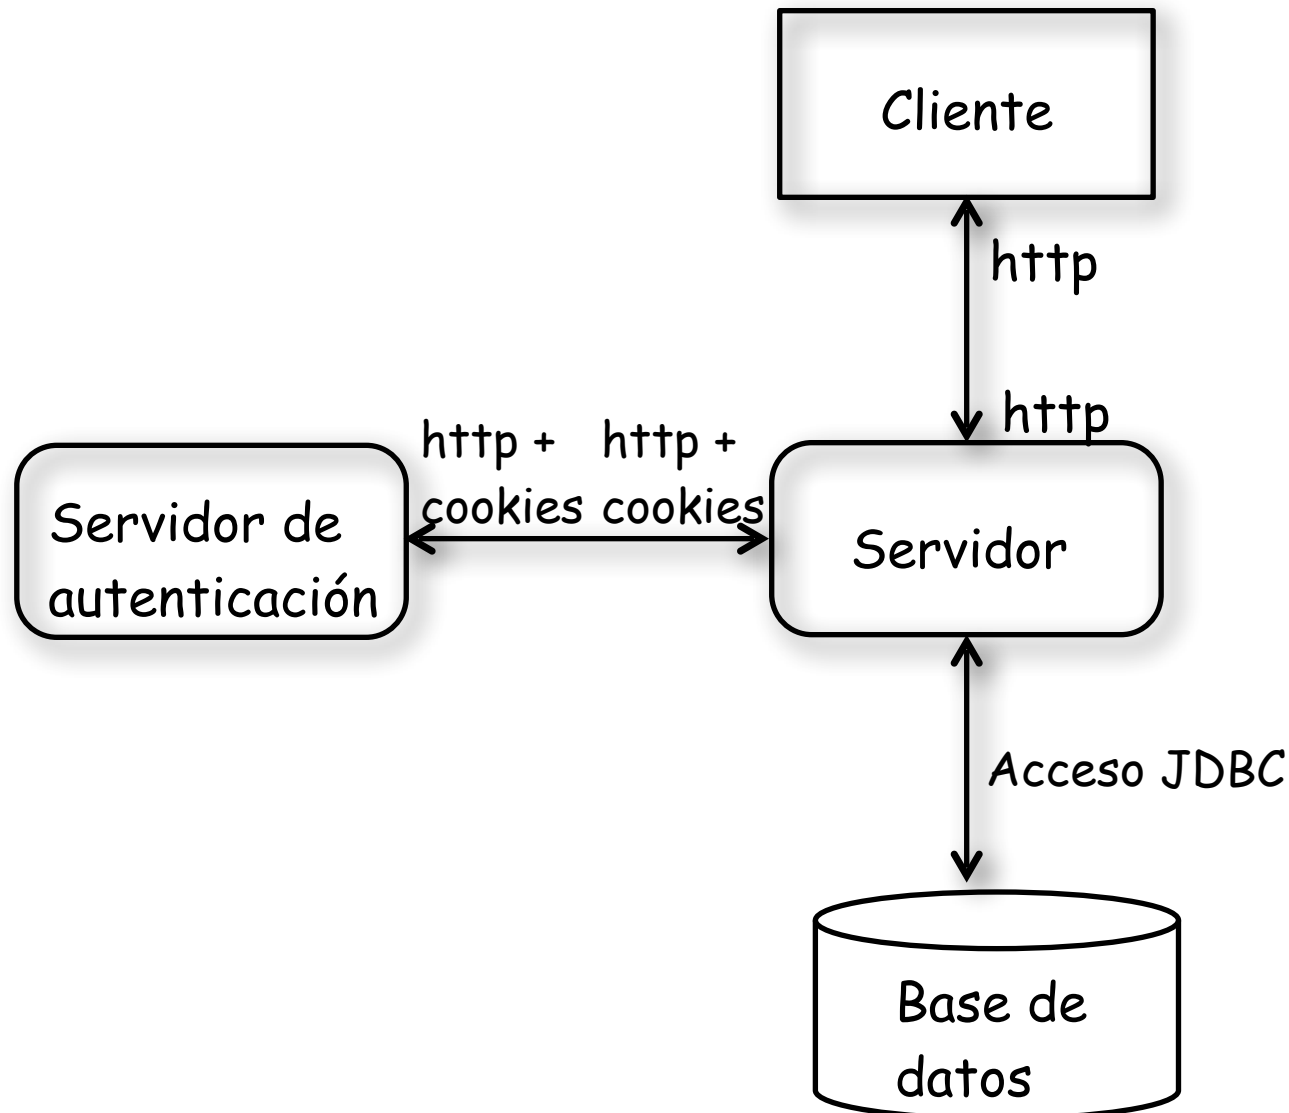 Cliente
http
http
http + http +
cookies cookies
Servidor de
autenticación
Servidor
Acceso JDBC
Base de
datos